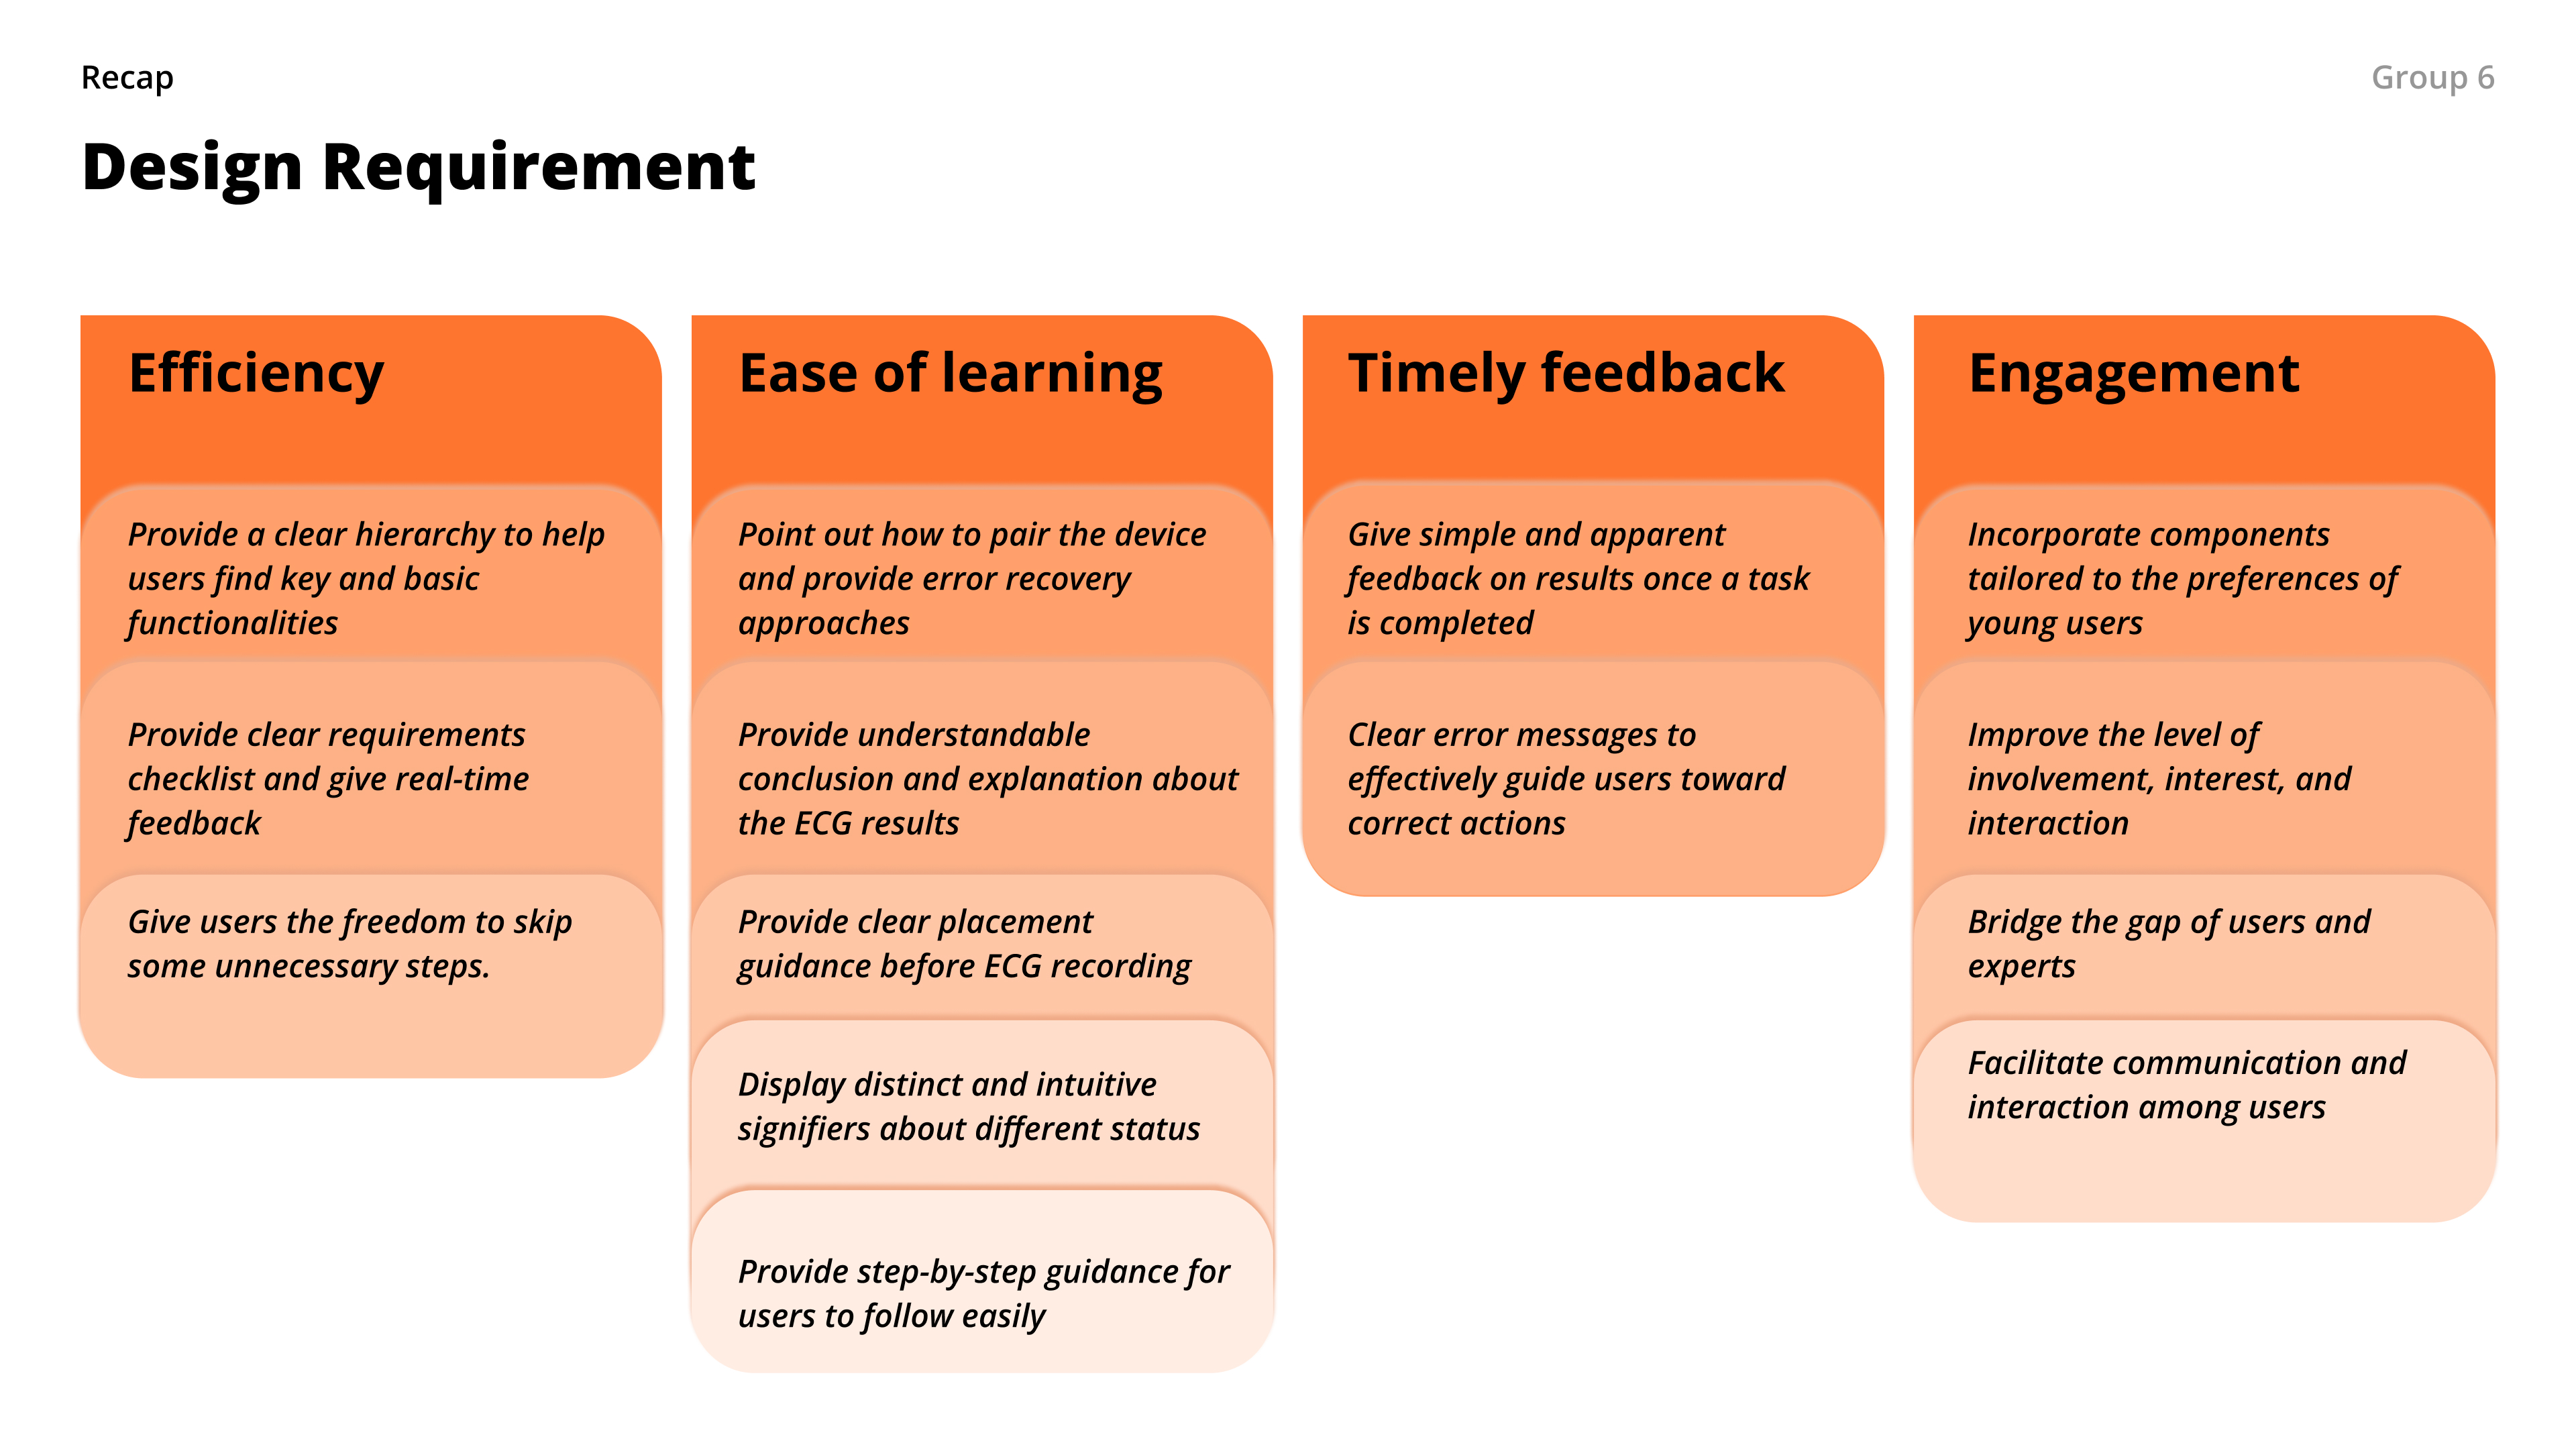 Recap
Group 6
Design Requirement
Efficiency
Provide a clear hierarchy to help
users find key and basic
functionalities
Provide clear requirements
checklist and give real-time
feedback
Give users the freedom to skip
some unnecessary steps.
Ease of learning
Point out how to pair the device
and provide error recovery
approaches
Provide understandable
conclusion and explanation about
the ECG results
Provide clear placement
guidance before ECG recording
Display distinct and intuitive
signifiers about different status
Provide step-by-step guidance for
users to follow easily
Timely feedback
Give simple and apparent
feedback on results once a task
is completed
Clear error messages to
effectively guide users toward
correct actions
Engagement
Incorporate components
tailored to the preferences of
young users
Improve the level of
involvement, interest, and
interaction
Bridge the gap of users and
experts
Facilitate communication and
interaction among users